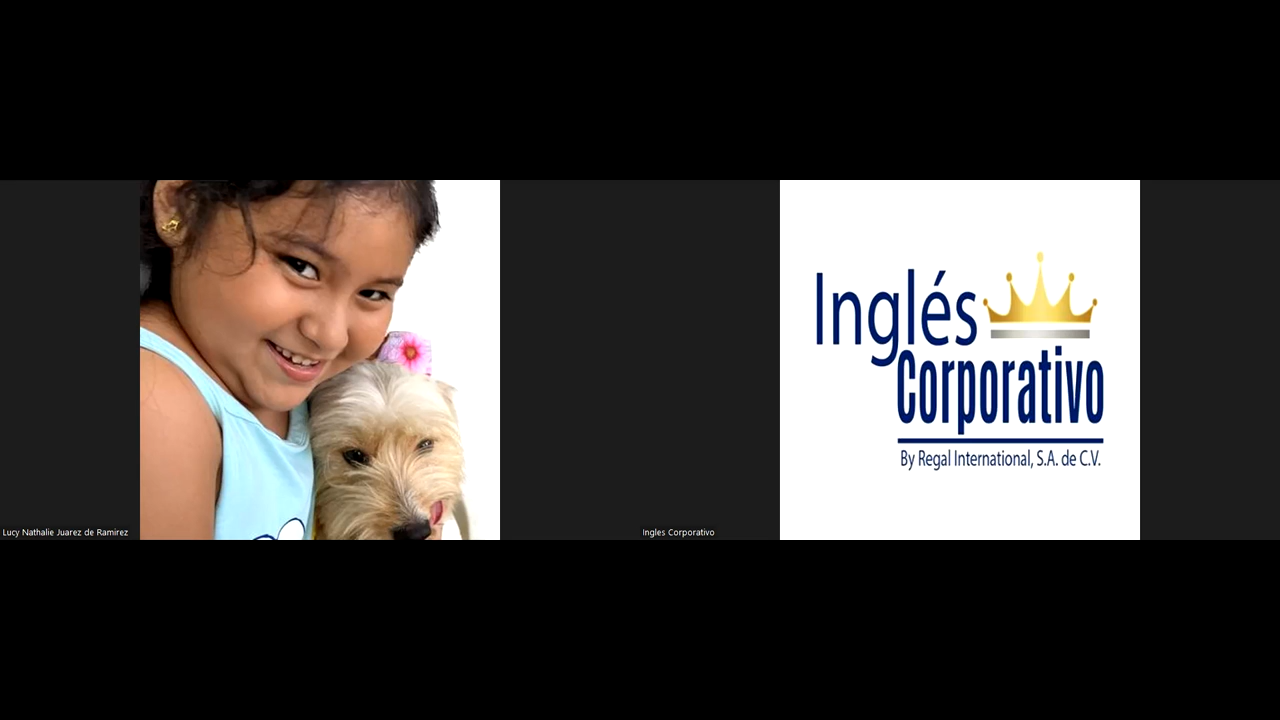 Inglés
Corporativo
By Regal International, S.A. de C.V.
Lucy Nathalie Juarez de Ramirez
Ingles Corporativo